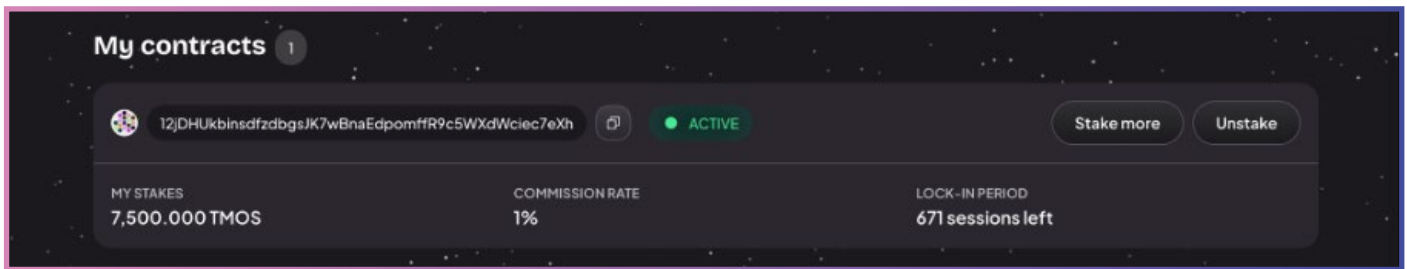 My contracts 1
12jDHUkbinsdfzdbgsJK7wBnaEdpomffR9c5WXdWciec7eXh ACTIVE Stake more Unstake
MY STAKES COMMISSION RATE LOCK-IN PERIOD
7,500.000 TMOS 1% 671 sessions left